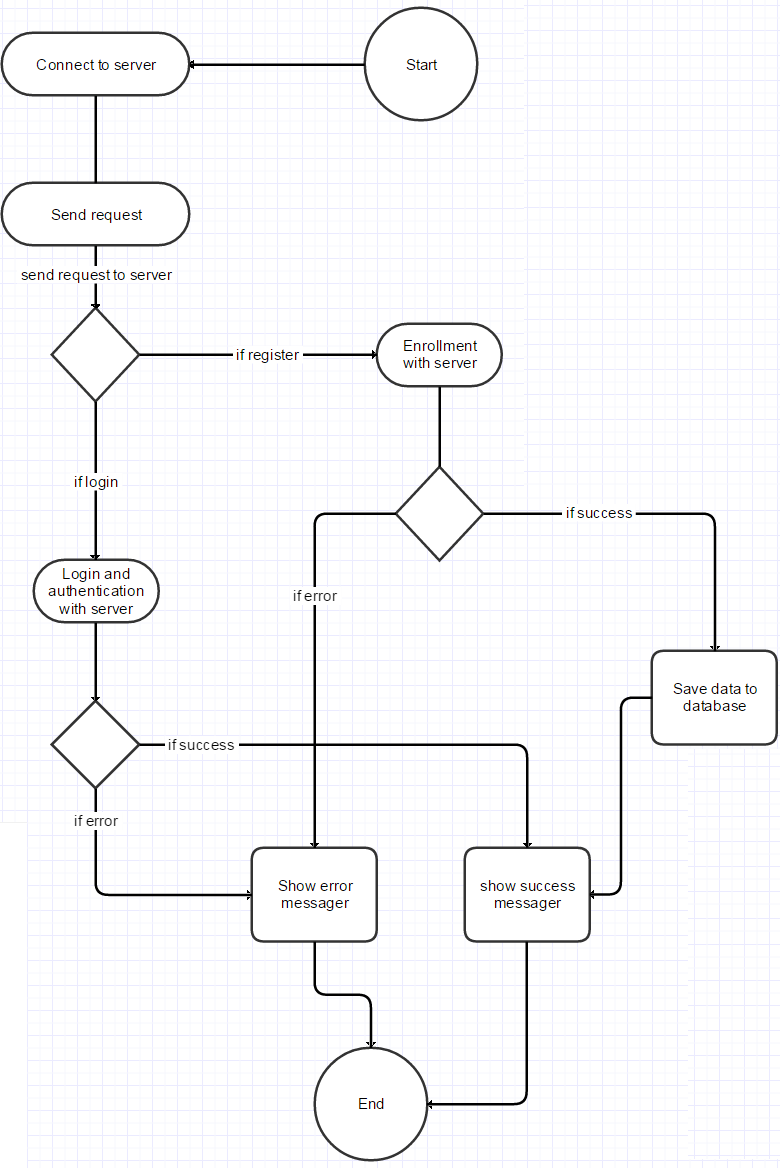 Connect to server
Start
Send request
send request to server
if register
Enrollment
with server
if login
if success
Login and
authentication
with server
if error
Save data to
database
if success
if error
Show error
messager
show success
messager
End